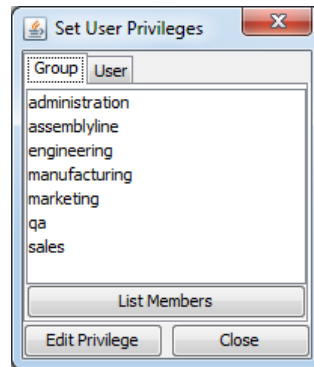 Set User Privileges
Group User
administration
assemblyline
engineering
manufacturing
marketing
qa
sales
List Members
Edit Privilege Close